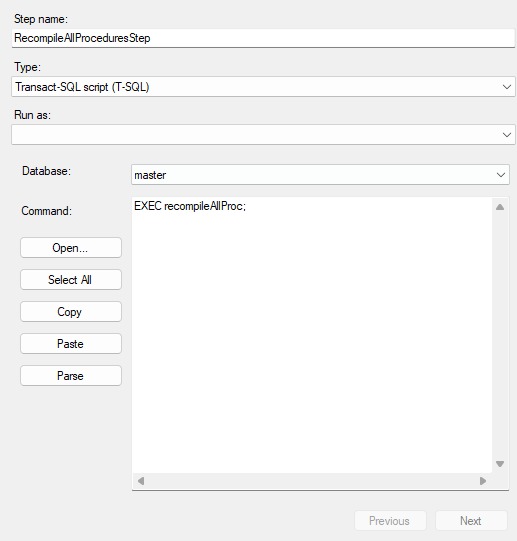 Step name:
RecompileAllProceduresStep
Type:
Transact-SQL script (T-SQL)
Run as:
Database:
master
Command:
EXEC recompileAllProc;
Open...
Select All
Copy
Paste
Parse
Previous
Next